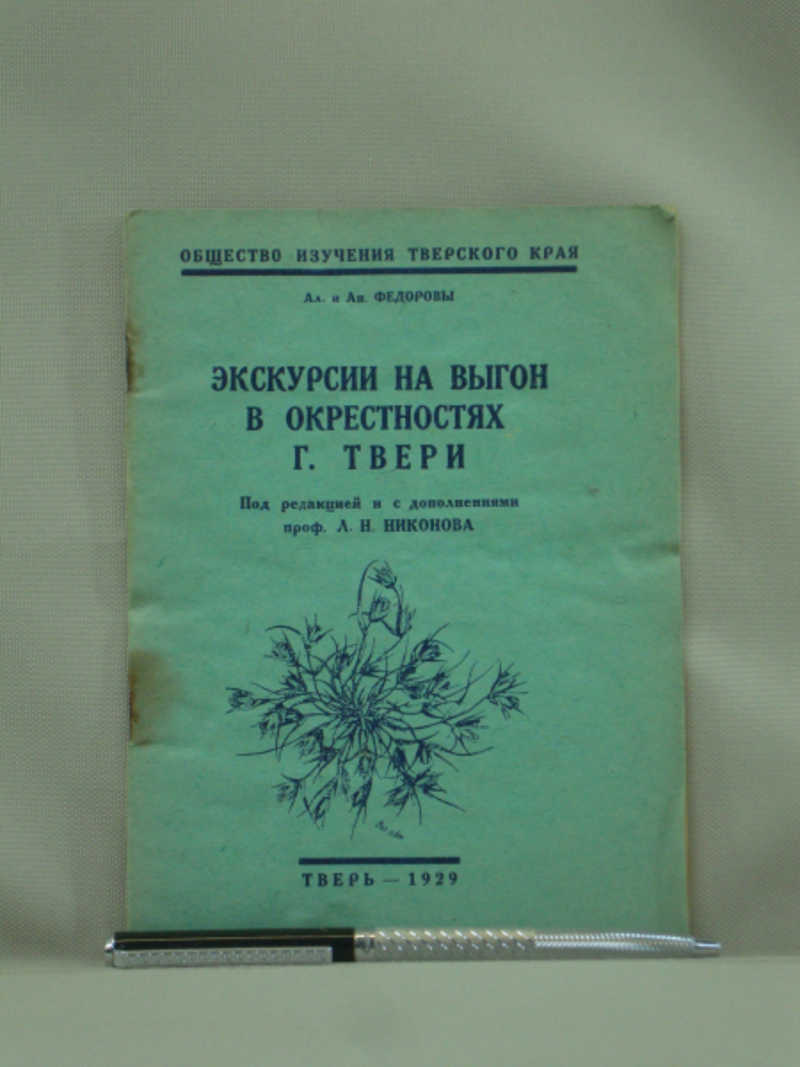 ОБЩЕСТВО ИЗУЧЕНИЯ ТВЕРСКОГО КРАЯ
Ал. и Ан. ФЕДОРОВЫ
ЭКСКУРСИИ НА ВЫГОН
В ОКРЕСТНОСТЯХ
Г. ТВЕРИ
Под редакцией и с дополнениями
проф. Л. Н. НИКОНОВА
ТВЕРЬ — 1929